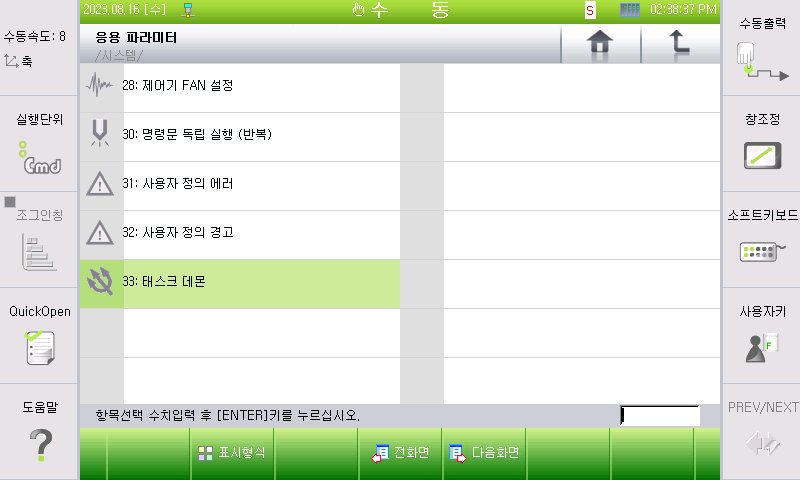 2023.08.16 [수] 수 동 S 02:38:37 PM
수동속도: 8
축
실행단위
Cmd
조그인칭
QuickOpen
도움말
응용 파라미터
/시스템/
28: 제어기 FAN 설정
30: 명령문 독립 실행 (반복)
31: 사용자 정의 에러
32: 사용자 정의 경고
33: 태스크 데몬
항목선택 수치입력 후 [ENTER]키를 누르십시오.
표시형식 전화면 다음화면
수동출력
창조정
소프트키보드
사용자키
F
PREV/NEXT